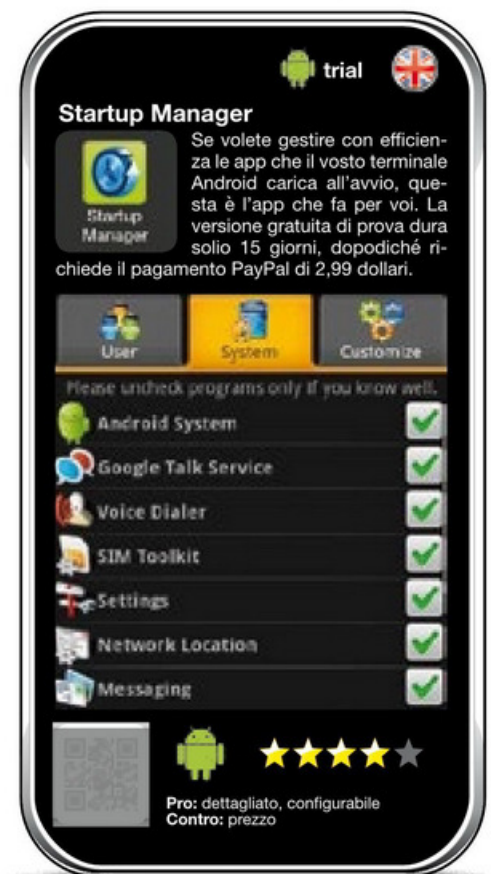 trial
Startup Manager
Se volete gestire con efficien-
za le app che il vosto terminale
Android carica all'avvio, que-
sta è l'app che fa per voi. La
versione gratuita di prova dura
solio 15 giorni, dopodiché ri-
chiede il pagamento PayPal di 2,99 dollari.
Startup
Manager
User
System
Customize
Please uncheck programs only if you know well.
Android System
Google Talk Service
Voice Dialer
SIM Toolkit
Settings
Network Location
Messaging
Pro: dettagliato, configurabile
Contro: prezzo